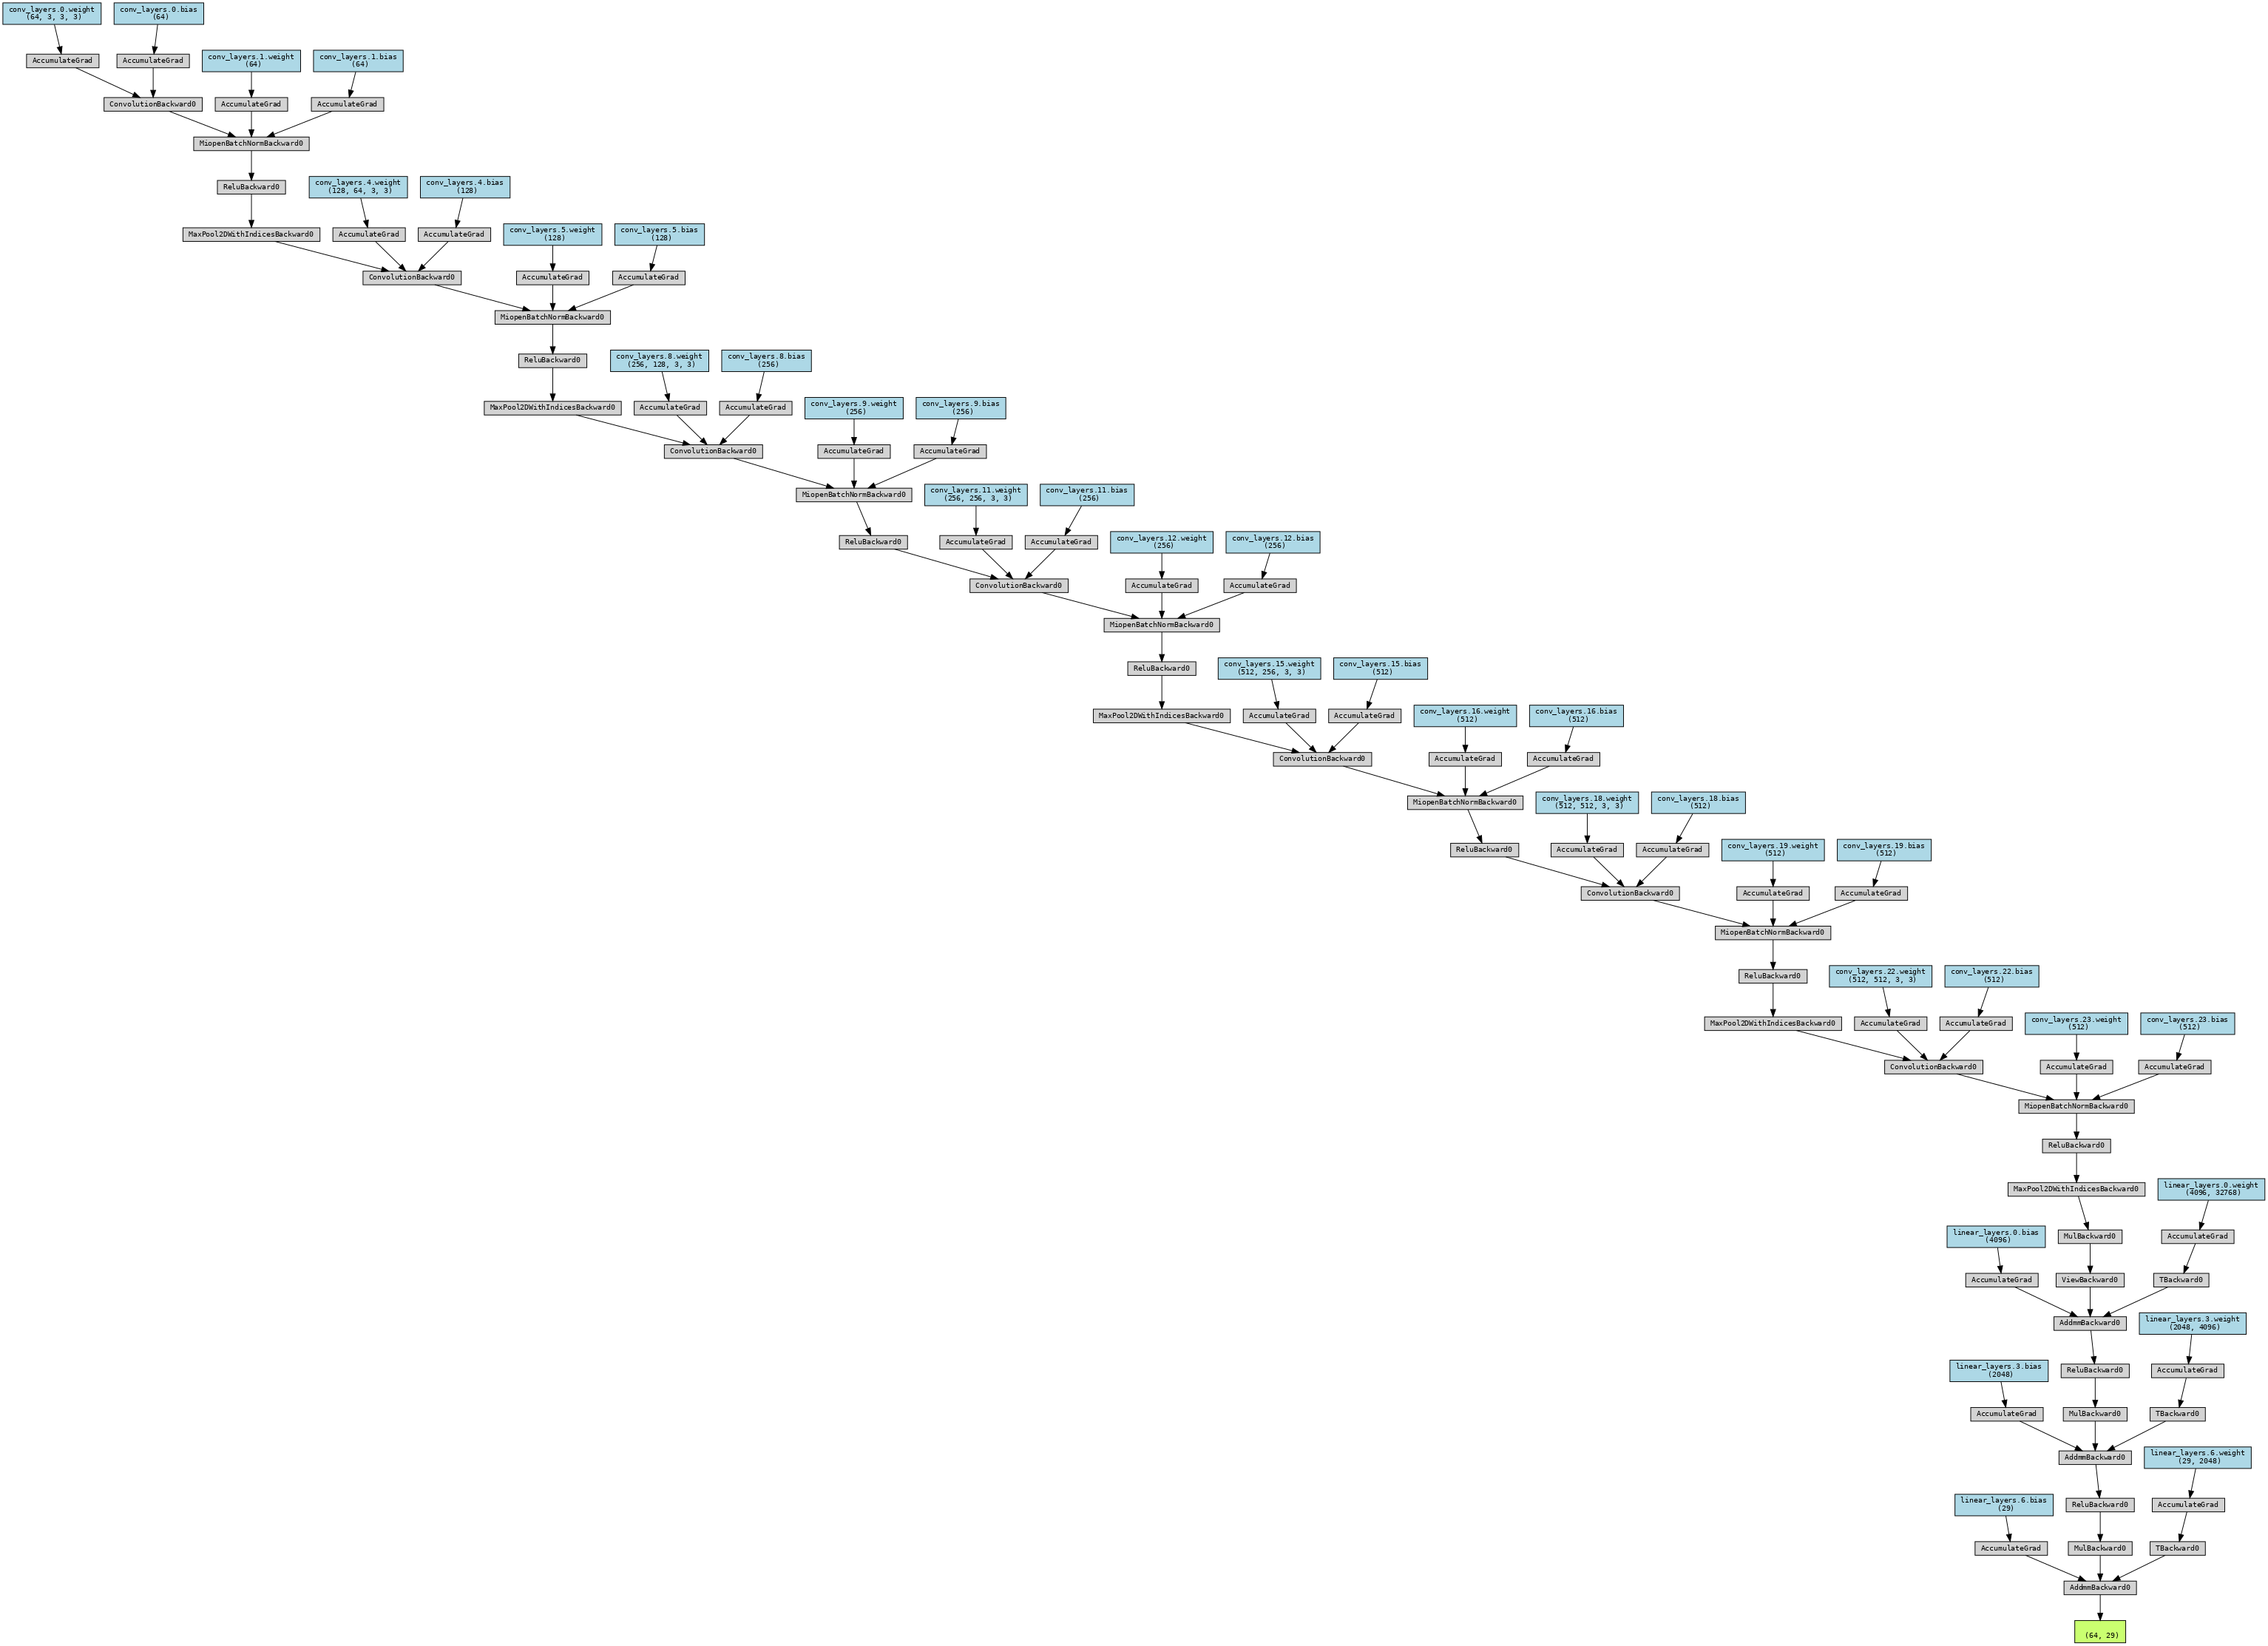 conv_layers.0.weight
(64, 3, 3, 3)
conv_layers.0.bias
(64)
AccumulateGrad
AccumulateGrad
conv_layers.1.weight
(64)
conv_layers.1.bias
(64)
ConvolutionBackward0
AccumulateGrad
AccumulateGrad
MiopenBatchNormBackward0
ReluBackward0
conv_layers.4.weight
(128, 64, 3, 3)
conv_layers.4.bias
(128)
MaxPool2DWithIndicesBackward0
AccumulateGrad
AccumulateGrad
conv_layers.5.weight
(128)
conv_layers.5.bias
(128)
ConvolutionBackward0
AccumulateGrad
AccumulateGrad
MiopenBatchNormBackward0
ReluBackward0
conv_layers.8.weight
(256, 128, 3, 3)
conv_layers.8.bias
(256)
MaxPool2DWithIndicesBackward0
AccumulateGrad
AccumulateGrad
conv_layers.9.weight
(256)
conv_layers.9.bias
(256)
ConvolutionBackward0
AccumulateGrad
AccumulateGrad
MiopenBatchNormBackward0
conv_layers.11.weight
(256, 256, 3, 3)
conv_layers.11.bias
(256)
ReluBackward0
AccumulateGrad
AccumulateGrad
conv_layers.12.weight
(256)
conv_layers.12.bias
(256)
ConvolutionBackward0
AccumulateGrad
AccumulateGrad
MiopenBatchNormBackward0
ReluBackward0
conv_layers.15.weight
(512, 256, 3, 3)
conv_layers.15.bias
(512)
MaxPool2DWithIndicesBackward0
AccumulateGrad
AccumulateGrad
conv_layers.16.weight
(512)
conv_layers.16.bias
(512)
ConvolutionBackward0
AccumulateGrad
AccumulateGrad
MiopenBatchNormBackward0
conv_layers.18.weight
(512, 512, 3, 3)
conv_layers.18.bias
(512)
ReluBackward0
AccumulateGrad
AccumulateGrad
conv_layers.19.weight
(512)
conv_layers.19.bias
(512)
ConvolutionBackward0
AccumulateGrad
AccumulateGrad
MiopenBatchNormBackward0
ReluBackward0
conv_layers.22.weight
(512, 512, 3, 3)
conv_layers.22.bias
(512)
MaxPool2DWithIndicesBackward0
AccumulateGrad
AccumulateGrad
conv_layers.23.weight
(512)
conv_layers.23.bias
(512)
ConvolutionBackward0
AccumulateGrad
AccumulateGrad
MiopenBatchNormBackward0
ReluBackward0
MaxPool2DWithIndicesBackward0
linear_layers.0.weight
(4096, 32768)
linear_layers.0.bias
(4096)
MulBackward0
AccumulateGrad
AccumulateGrad
ViewBackward0
TBackward0
AddmmBackward0
linear_layers.3.weight
(2048, 4096)
linear_layers.3.bias
(2048)
ReluBackward0
AccumulateGrad
AccumulateGrad
MulBackward0
TBackward0
AddmmBackward0
linear_layers.6.weight
(29, 2048)
linear_layers.6.bias
(29)
ReluBackward0
AccumulateGrad
AccumulateGrad
MulBackward0
TBackward0
AddmmBackward0
(64, 29)